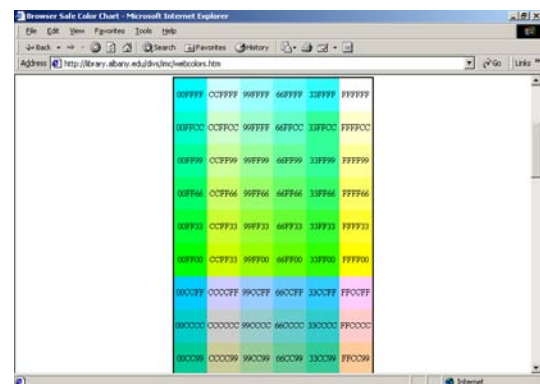 Browser Safe Color Chart - Microsoft Internet Explorer
File Edit View Favorites Tools Help
Back Search Favorites History
Address http://library.albany.edu/divs/imc/webcolors.htm Go Links »
00FFFF CCFFFF 99FFFF 66FFFF 33FFFF FFFFFF
00FFCC CCFFCC 99FFFF 66FFCC 33FFCC FFFFCC
00FF99 CCFF99 99FF99 66FF99 33FF99 FFFF99
00FF66 CCFF66 99FF66 66FF66 33FF66 FFFF66
00FF33 CCFF33 99FF33 66FF33 33FF33 FFFF33
00FF00 CCFF33 99FF00 66FF00 33FF00 FFFF00
00CCFF CCCCFF 99CCFF 66CCFF 33CCFF FFCCFF
00CCCC CCCCCC 99CCCC 66CCCC 33CCCC FFCCCC
00CC99 CCCC99 99CC99 66CC99 33CC99 FFCC99
Internet